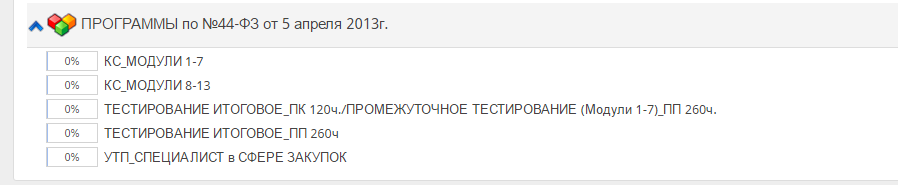 ПРОГРАММЫ по №44-ФЗ от 5 апреля 2013г.
0% КС_МОДУЛИ 1-7
0% КС_МОДУЛИ 8-13
0% ТЕСТИРОВАНИЕ ИТОГОВОЕ_ПК 120ч./ПРОМЕЖУТОЧНОЕ ТЕСТИРОВАНИЕ (Модули 1-7)_ПП 260ч.
0% ТЕСТИРОВАНИЕ ИТОГОВОЕ_ПП 260ч
0% УТП_СПЕЦИАЛИСТ в СФЕРЕ ЗАКУПОК